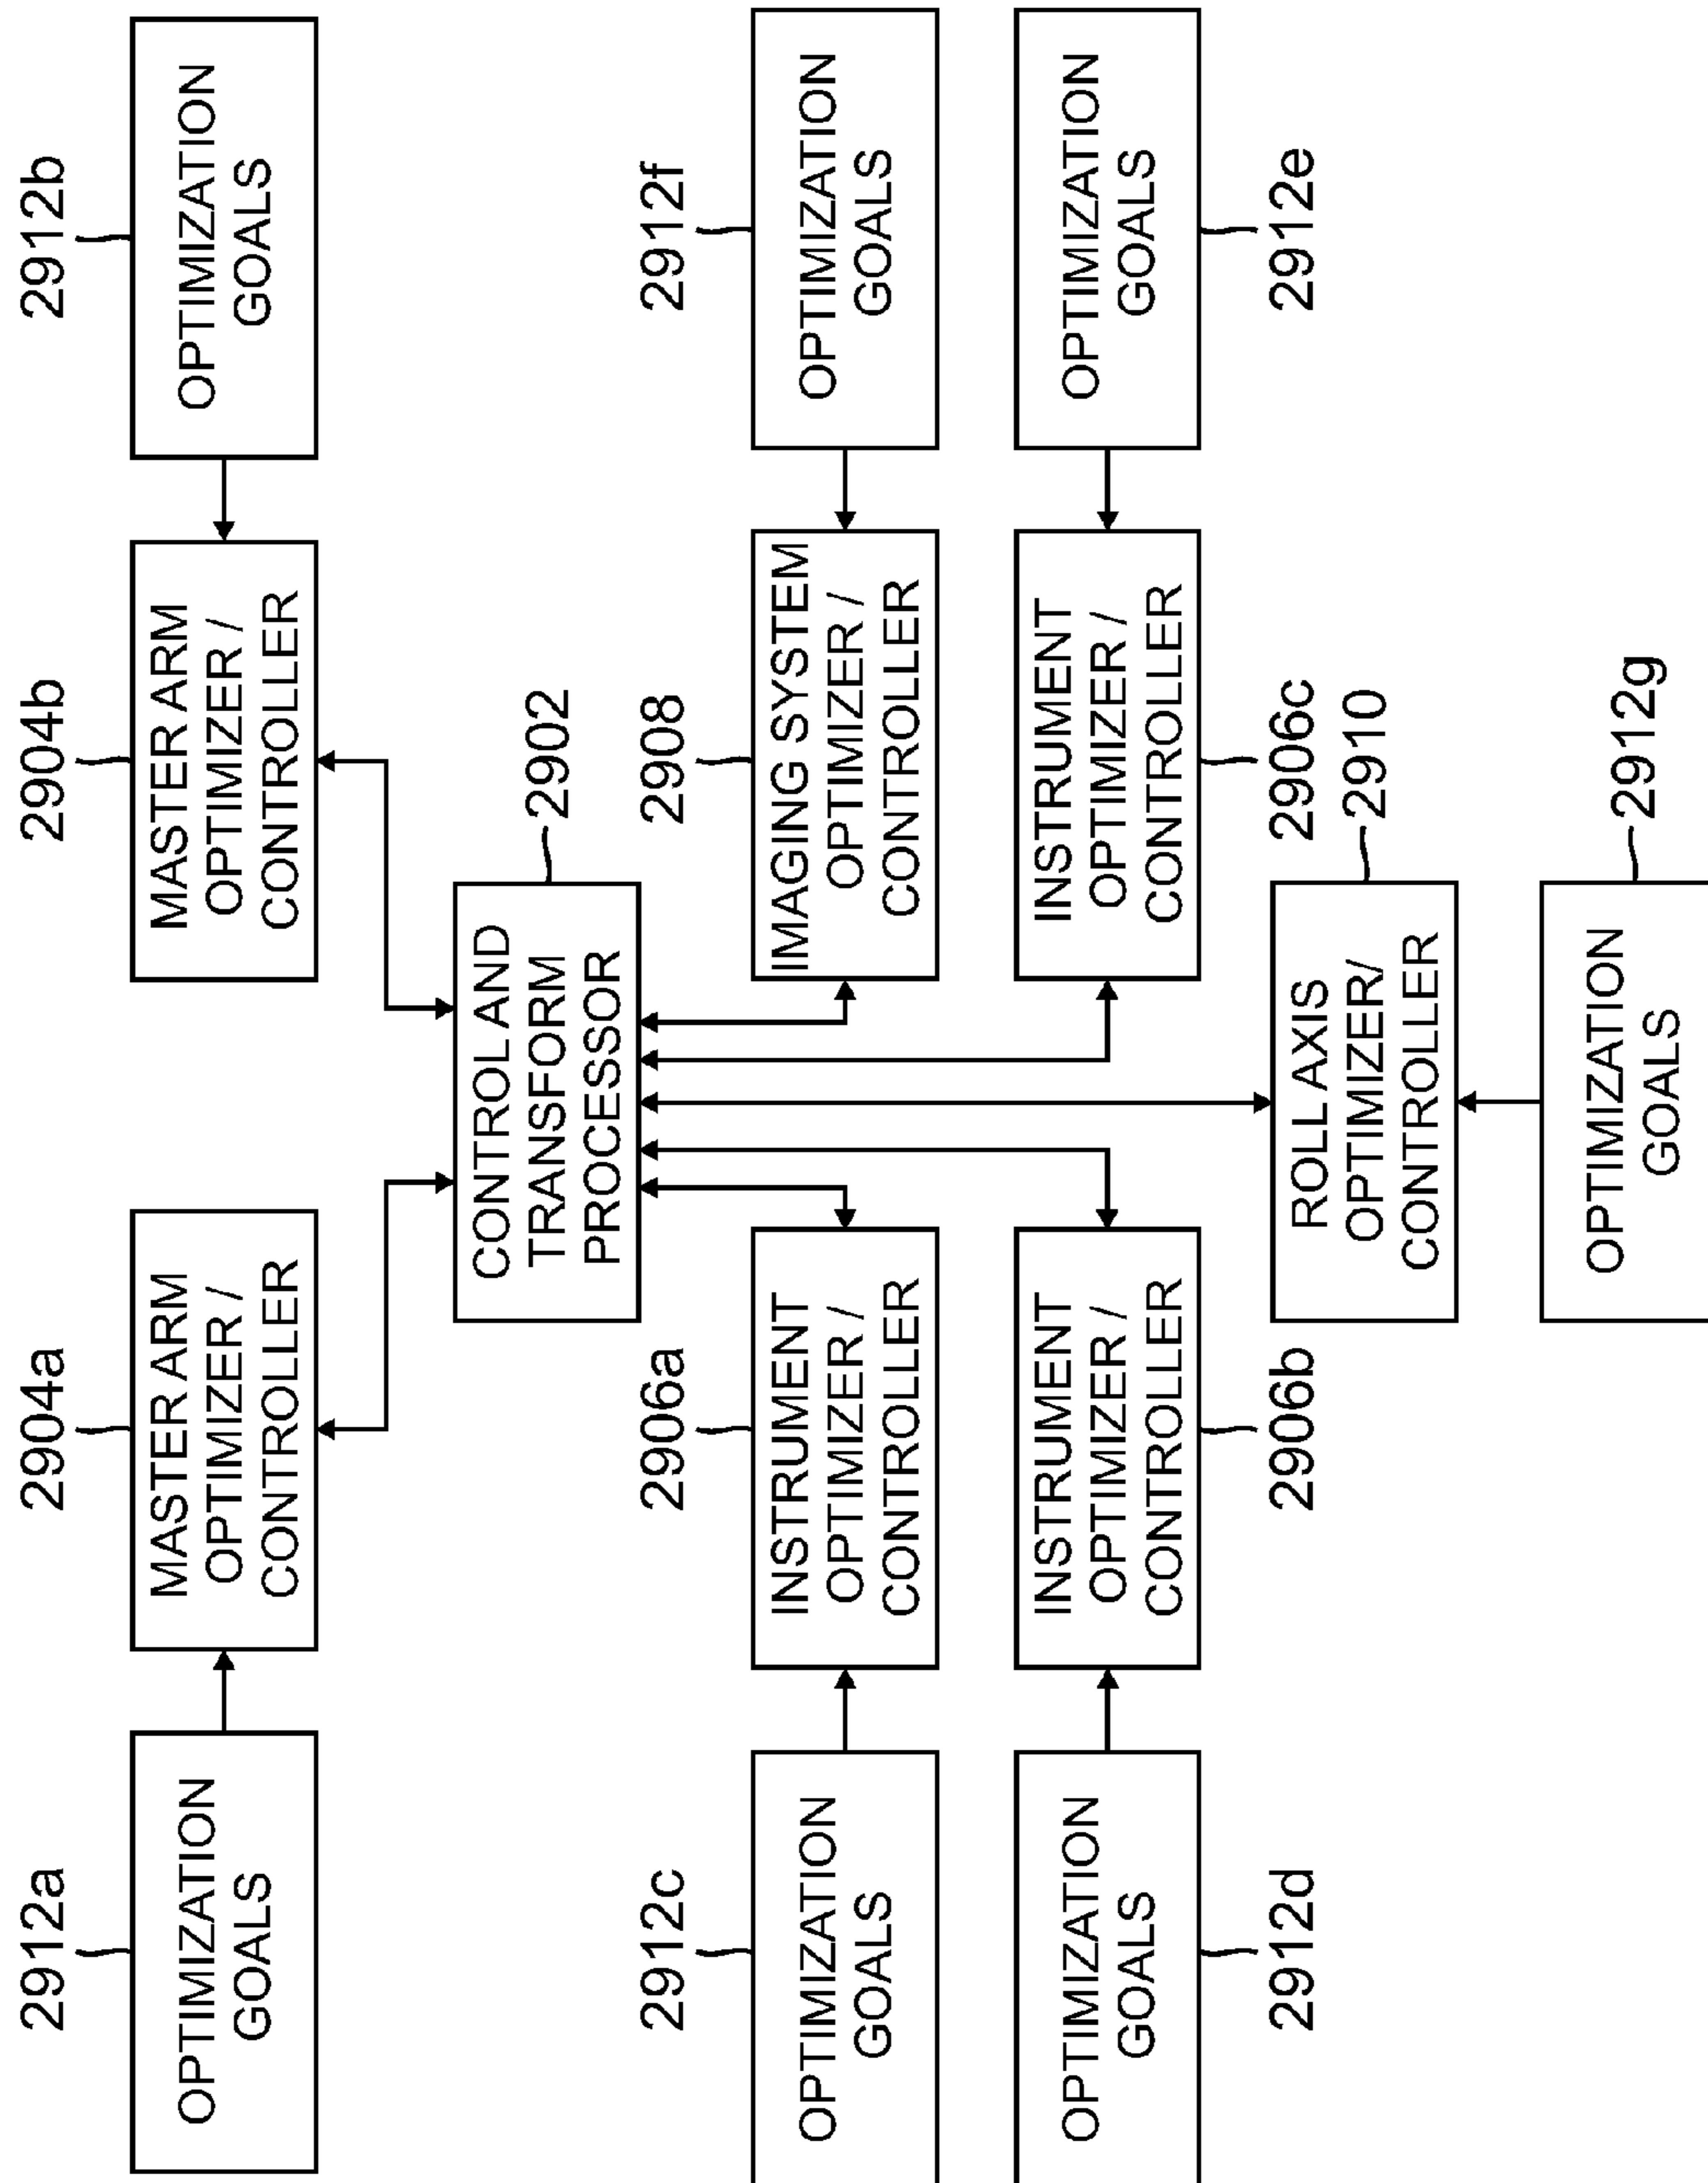 2912a
OPTIMIZATION
GOALS
2904a
MASTER ARM
OPTIMIZER /
CONTROLLER
2904b
MASTER ARM
OPTIMIZER /
CONTROLLER
2912b
OPTIMIZATION
GOALS
CONTROL AND
TRANSFORM
PROCESSOR
2902
2912c
OPTIMIZATION
GOALS
2906a
INSTRUMENT
OPTIMIZER /
CONTROLLER
2908
IMAGING SYSTEM
OPTIMIZER /
CONTROLLER
2912f
OPTIMIZATION
GOALS
OPTIMIZATION
GOALS
2912d
INSTRUMENT
OPTIMIZER /
CONTROLLER
2906b
INSTRUMENT
OPTIMIZER /
CONTROLLER
2906c
OPTIMIZATION
GOALS
2912e
ROLL AXIS
OPTIMIZER/
CONTROLLER
2910
OPTIMIZATION
GOALS
2912g